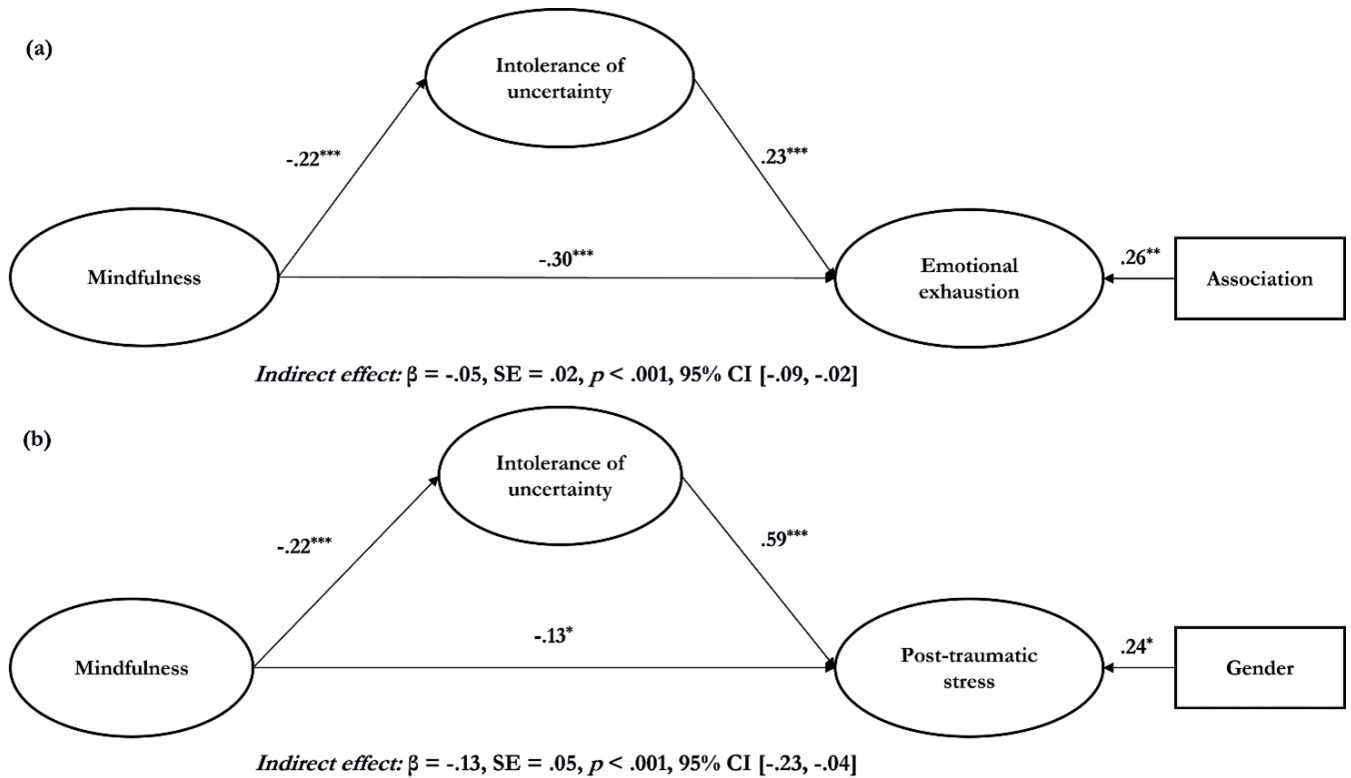 (a)
Intolerance of
uncertainty
-.22***
.23***
Mindfulness
-.30***
Emotional
exhaustion
.26**
Association
Indirect effect: β = -.05, SE = .02, p < .001, 95% CI [-.09, -.02]
(b)
Intolerance of
uncertainty
-.22***
.59***
Mindfulness
-.13*
Post-traumatic
stress
.24*
Gender
Indirect effect: β = -.13, SE = .05, p < .001, 95% CI [-.23, -.04]